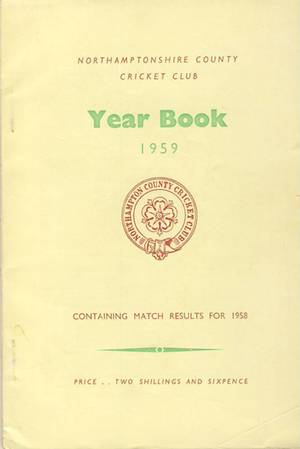 NORTHAMPTONSHIRE COUNTY
CRICKET CLUB
Year Book
1959
NORTHAMPTON COUNTY CRICKET CLUB
CONTAINING MATCH RESULTS FOR 1958
PRICE . . TWO SHILLINGS AND SIXPENCE